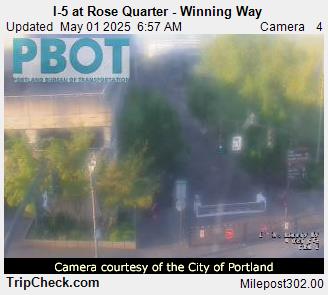 I-5 at Rose Quarter - Winning Way
Updated May 01 2025 6:57 AM Camera 4
PBOT
PORTLAND BUREAU OF TRANSPORTATION
Camera courtesy of the City of Portland
TripCheck.com Milepost302.00